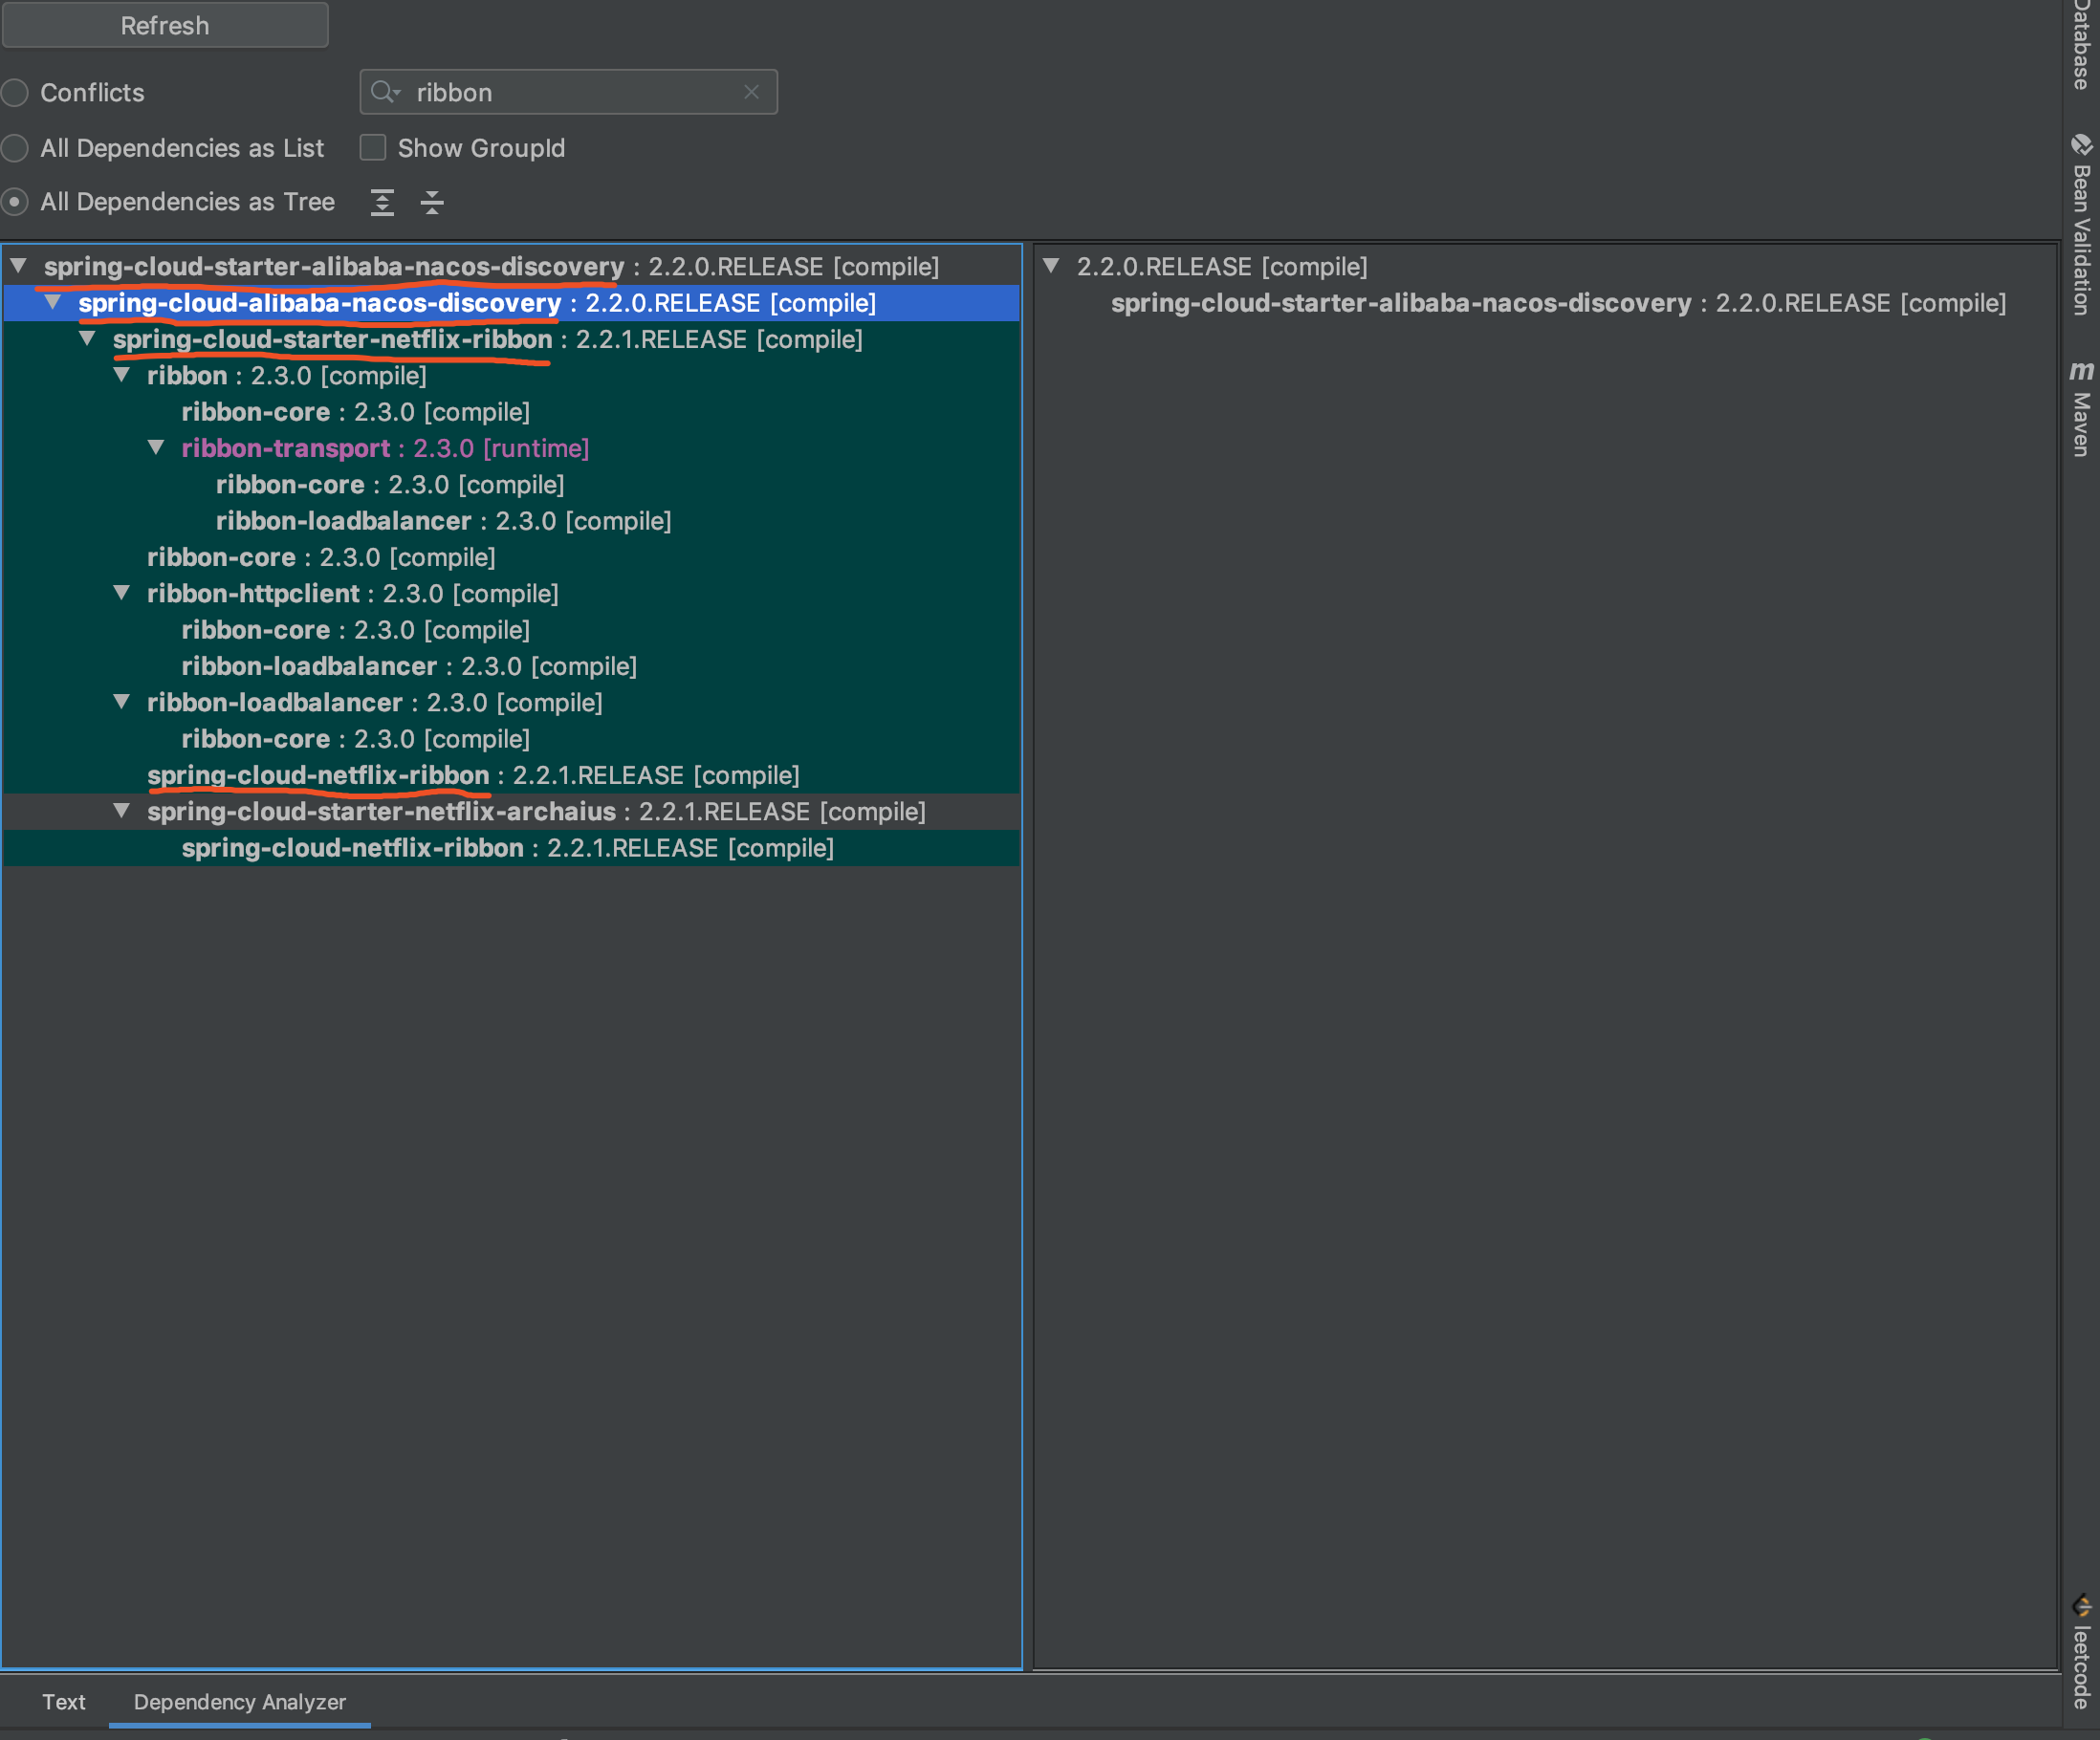 Refresh
Conflicts
ribbon
All Dependencies as List
Show GroupId
All Dependencies as Tree
spring-cloud-starter-alibaba-nacos-discovery : 2.2.0.RELEASE [compile]
spring-cloud-alibaba-nacos-discovery : 2.2.0.RELEASE [compile]
spring-cloud-starter-netflix-ribbon : 2.2.1.RELEASE [compile]
ribbon : 2.3.0 [compile]
ribbon-core : 2.3.0 [compile]
ribbon-transport : 2.3.0 [runtime]
ribbon-core : 2.3.0 [compile]
ribbon-loadbalancer : 2.3.0 [compile]
ribbon-core : 2.3.0 [compile]
ribbon-httpclient : 2.3.0 [compile]
ribbon-core : 2.3.0 [compile]
ribbon-loadbalancer : 2.3.0 [compile]
ribbon-loadbalancer : 2.3.0 [compile]
ribbon-core : 2.3.0 [compile]
spring-cloud-netflix-ribbon : 2.2.1.RELEASE [compile]
spring-cloud-starter-netflix-archaius : 2.2.1.RELEASE [compile]
spring-cloud-netflix-ribbon : 2.2.1.RELEASE [compile]
2.2.0.RELEASE [compile]
spring-cloud-starter-alibaba-nacos-discovery : 2.2.0.RELEASE [compile]
Database
Bean Validation
m Maven
leetcode
Text
Dependency Analyzer